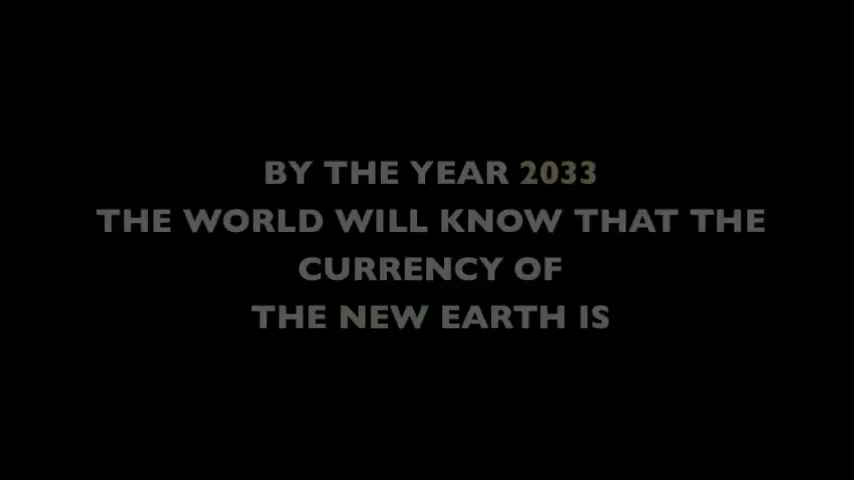 BY THE YEAR 2033
THE WORLD WILL KNOW THAT THE
CURRENCY OF
THE NEW EARTH IS